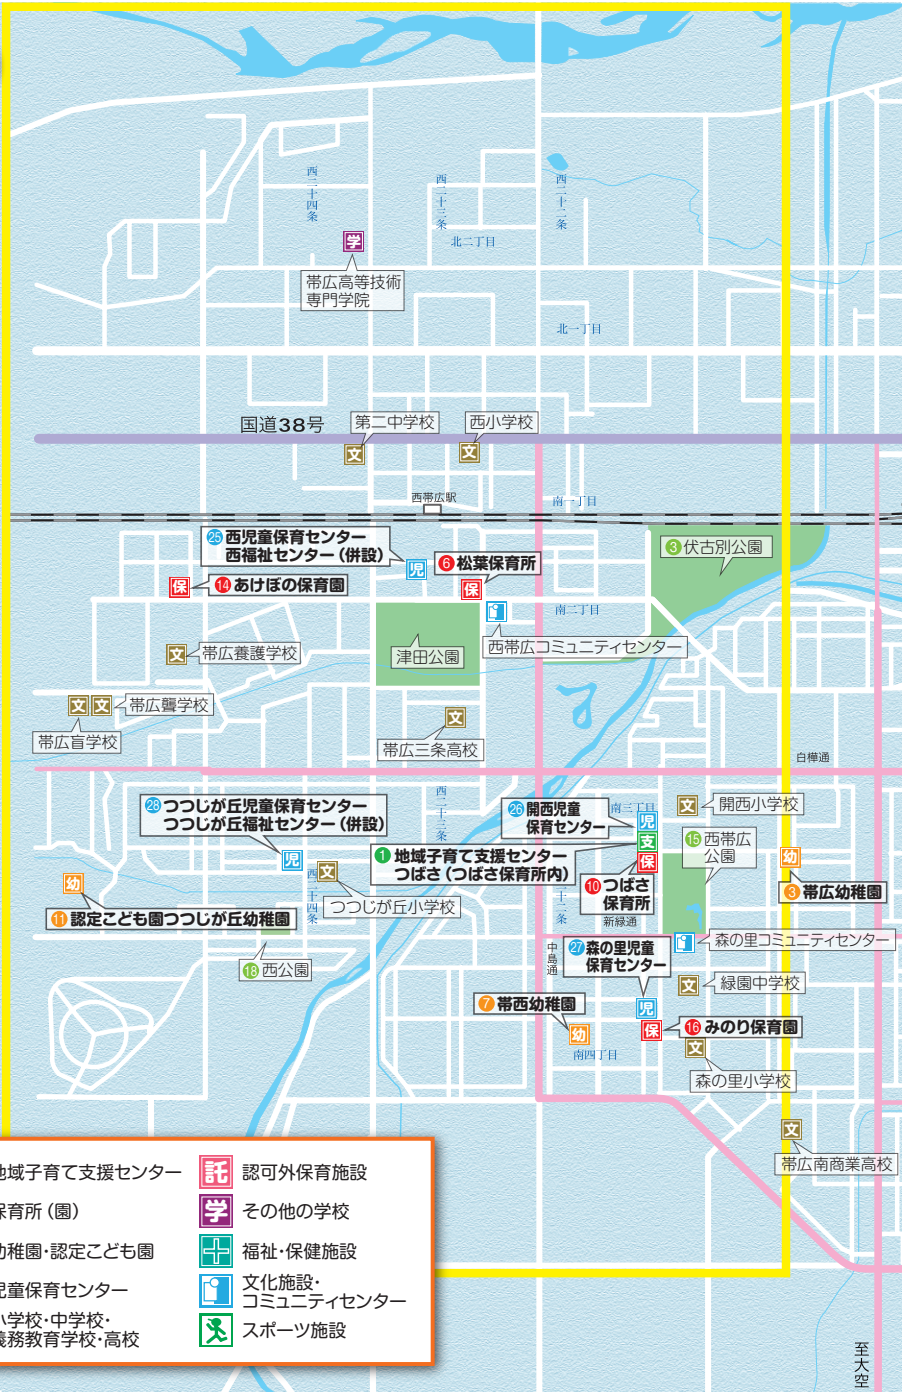 西二十四条
西二十三条
西二十二条
北二丁目
学
帯広高等技術
専門学院
北一丁目
国道38号
第二中学校
西小学校
文
文
西帯広駅
南一丁目
25 西児童保育センター
西福祉センター（併設）
児
6 松葉保育所
保
3 伏古別公園
保
14 あけぼの保育園
南二丁目
西帯広コミュニティセンター
文
帯広養護学校
津田公園
文 文
帯広聾学校
帯広盲学校
文
帯広三条高校
白樺通
西二十三条
28 つつじが丘児童保育センター
つつじが丘福祉センター（併設）
児
26 開西児童
保育センター
南三丁目
児
文
開西小学校
1 地域子育て支援センター
つばさ（つばさ保育所内）
支
保
15 西帯広
公園
幼
3 帯広幼稚園
幼
11 認定こども園つつじが丘幼稚園
西二十四条
文
つつじが丘小学校
10 つばさ
保育所
二十二条
新緑通
中島通
18 西公園
27 森の里児童
保育センター
森の里コミュニティセンター
文
緑園中学校
7 帯西幼稚園
幼
児
保
16 みのり保育園
南四丁目
文
森の里小学校
文
帯広南商業高校
地域子育て支援センター
保育所（園）
幼稚園・認定こども園
児童保育センター
小学校・中学校・
義務教育学校・高校
託 認可外保育施設
学 その他の学校
福祉・保健施設
文化施設・
コミュニティセンター
スポーツ施設
至大空